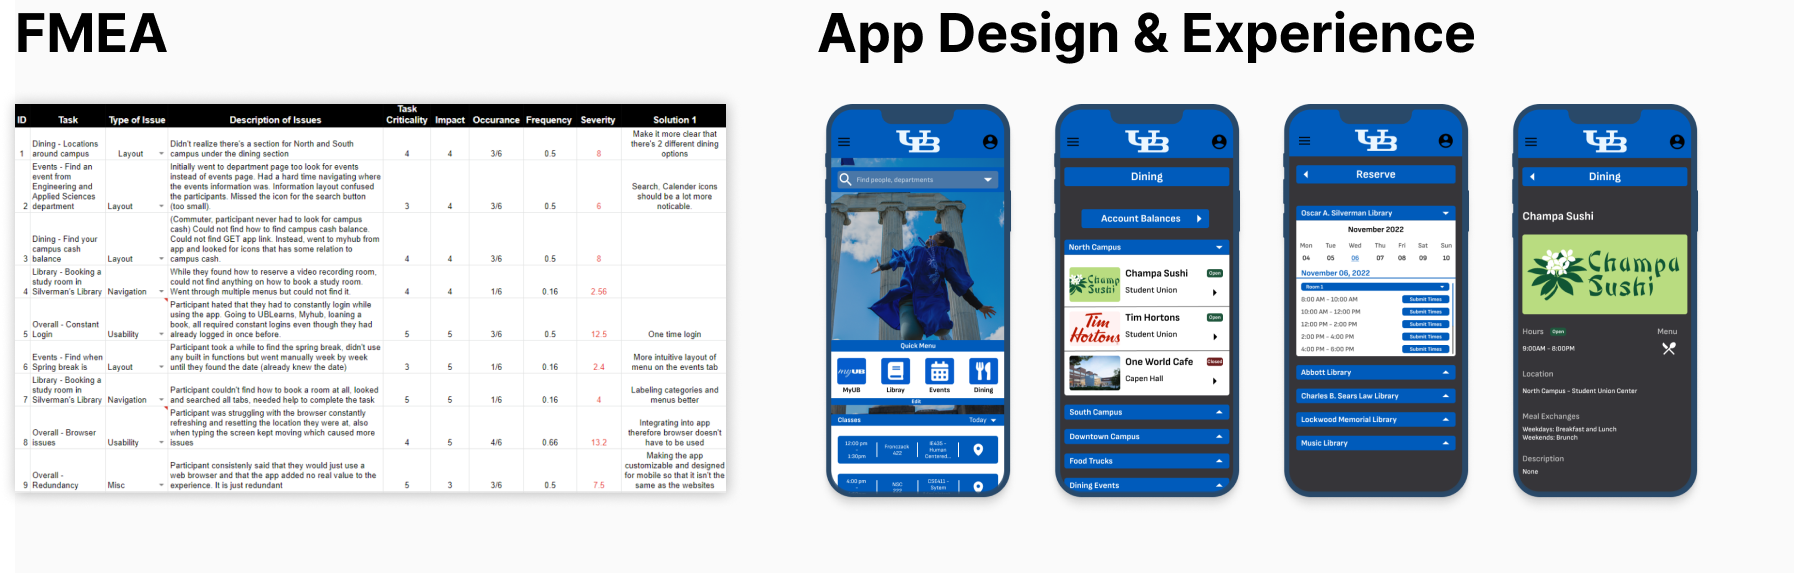 FMEA
App Design & Experience
ID Task Type of Issue Description of Issues Task Criticality Impact Occurance Frequency Severity Solution 1
1 Dining - Locations around campus Layout Didn't realize there's a section for North and South campus under the dining section 4 4 3/6 0.5 8 Make it more clear that there's 2 different dining options
2 Events - Find an event from Engineering and Applied Sciences department Layout Initially went to department page too look for events instead of events page. Had a hard time navigating where the events information was. Information layout confused the participants. Missed the icon for the search button (too small) 3 4 3/6 0.5 6 Search, Calender icons should be a lot more noticable.
3 Dining - Find your campus cash balance Layout (Commuter, participant never had to look for campus cash) Could not find how to find campus cash balance. Could not find GET app link. Instead, went to myhub from app and looked for icons that has some relation to campus cash. 4 4 3/6 0.5 8
4 Library - Booking a study room in Silverman's Library Navigation While they found how to reserve a video recording room, could not find anything on how to book a study room. Went through multiple menus but could not find it. 4 4 1/6 0.16 2.56
5 Overall - Constant Login Usability Participant hated that they had to constantly login while using the app. Going to UBLearns, Myhub, loaning a book, all required constant logins even though they had already logged in once before. 5 5 3/6 0.5 12.5 One time login
6 Events - Find when Spring break is Layout Participant took a while to find the spring break, didn't use any built in functions but went manually week by week until they found the date (already knew the date) 3 5 1/6 0.16 2.4 More intuitive layout of menu on the events tab
7 Library - Booking a study room in Silverman's Library Navigation Participant couldn't find how to book a room at all, looked and searched all tabs, needed help to complete the task 5 5 1/6 0.16 4 Labeling categories and menus better
8 Overall - Browser issues Usability Participant was struggling with the browser constantly refreshing and resetting the location they were at, also when typing the screen kept moving which caused more issues 4 5 4/6 0.66 13.2 Integrating into app therefore browser doesn't have to be used
9 Overall - Redundancy Misc Participant consistenly said that they would just use a web browser and that the app added no real value to the experience. It is just redundant 5 3 3/6 0.5 7.5 Making the app customizable and designed for mobile so that it isn't the same as the websites
UB
Find people, departments
Quick Menu
myUB
MyUB Libray Events Dining
Edit
Classes Today
12:00 pm - 1:30pm Fronczack 422 IE435 - Human Centered...
4:00 pm NSC CSE411 - Sytem
UB
Dining
Account Balances
North Campus
Champa Sushi
Champa Sushi Open
Student Union
Tim Hortons
Tim Hortons Open
Student Union
One World Cafe Closed
Capen Hall
South Campus
Downtown Campus
Food Trucks
Dining Events
UB
Reserve
Oscar A. Silverman Library
November 2022
Mon Tue Wed Thu Fri Sat Sun
04 05 06 07 08 09 10
November 06, 2022
Room 1
8:00 AM - 10:00 AM Submit Times
10:00 AM - 12:00 PM Submit Times
12:00 PM - 2:00 PM Submit Times
2:00 PM - 4:00 PM Submit Times
4:00 PM - 6:00 PM Submit Times
Abbott Library
Charles B. Sears Law Library
Lockwood Memorial Library
Music Library
UB
Dining
Champa Sushi
Champa
Sushi
Hours Open Menu
9:00AM - 8:00PM
Location
North Campus - Student Union Center
Meal Exchanges
Weekdays: Breakfast and Lunch
Weekends: Brunch
Description
None